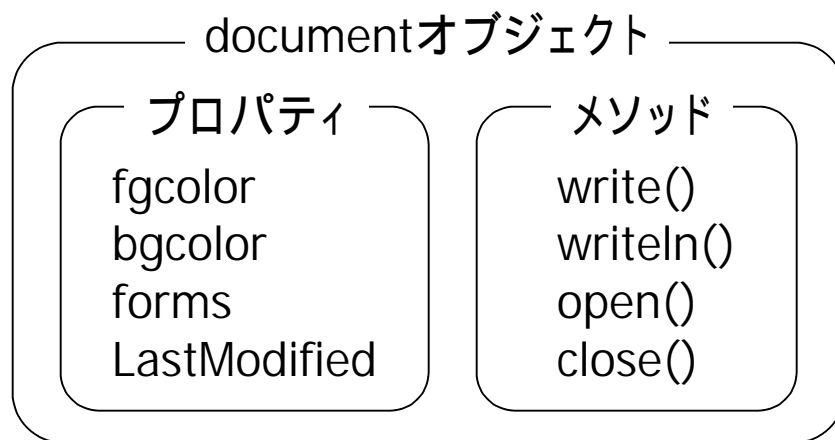 documentオブジェクト
プロパティ
fgcolor
bgcolor
forms
LastModified
メソッド
write()
writeln()
open()
close()